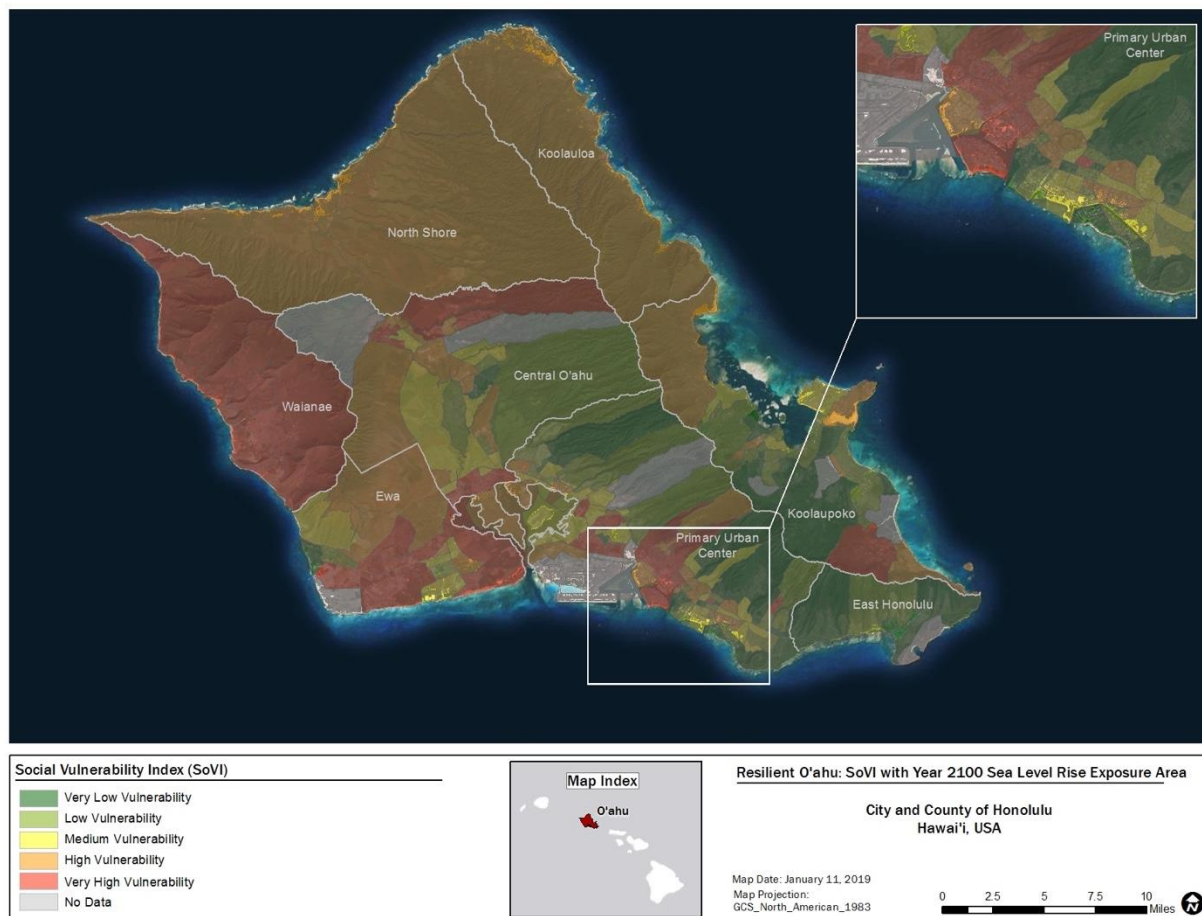 Primary Urban
Center
Koolauloa
North Shore
Central O'ahu
Waianae
Ewa
Koolaupoko
Primary Urban
Center
East Honolulu
Social Vulnerability Index (SoVI)
Very Low Vulnerability
Low Vulnerability
Medium Vulnerability
High Vulnerability
Very High Vulnerability
No Data
Map Index
O'ahu
Resilient O'ahu: SoVI with Year 2100 Sea Level Rise Exposure Area
City and County of Honolulu
Hawai'i, USA
Map Date: January 11, 2019
Map Projection:
GCS_North_American_1983
0 2.5 5 7.5 10
Miles
N